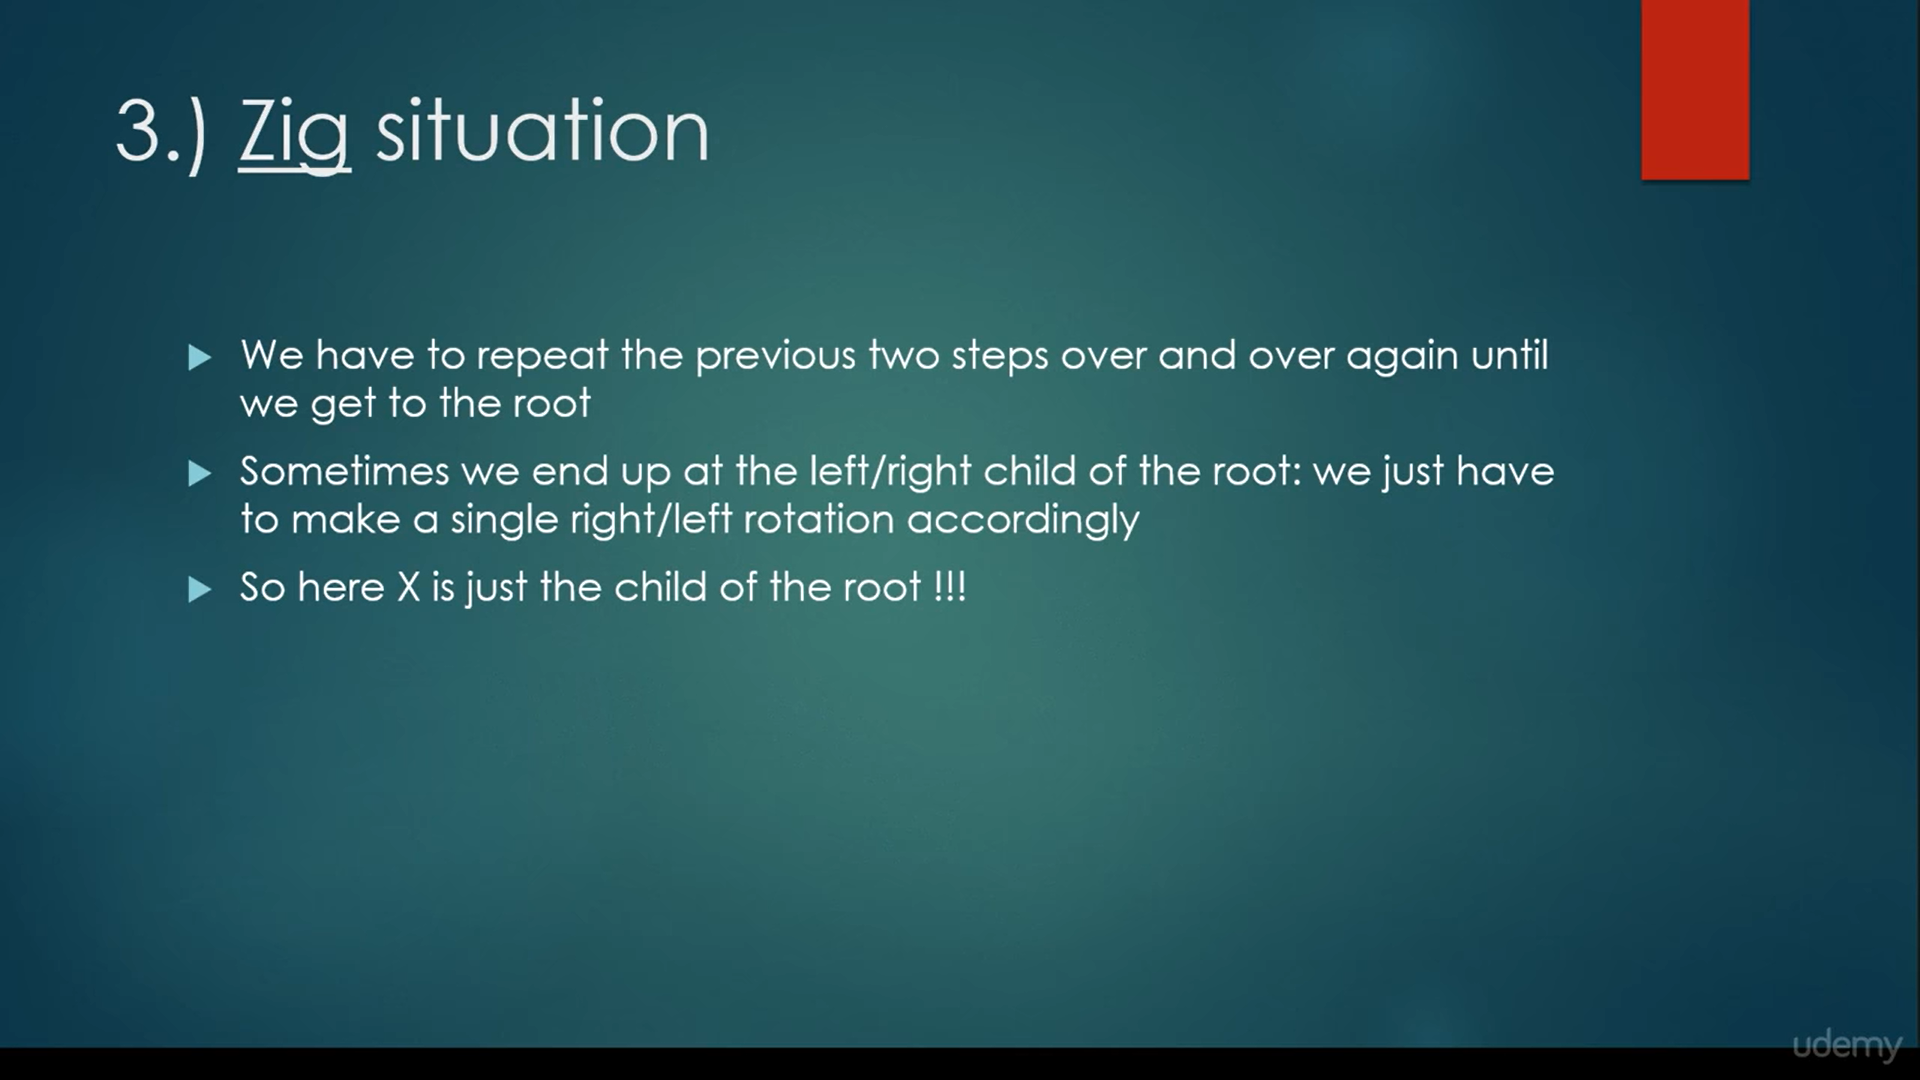 3.) Zig situation
We have to repeat the previous two steps over and over again until
we get to the root
Sometimes we end up at the left/right child of the root: we just have
to make a single right/left rotation accordingly
So here X is just the child of the root !!!
udemy